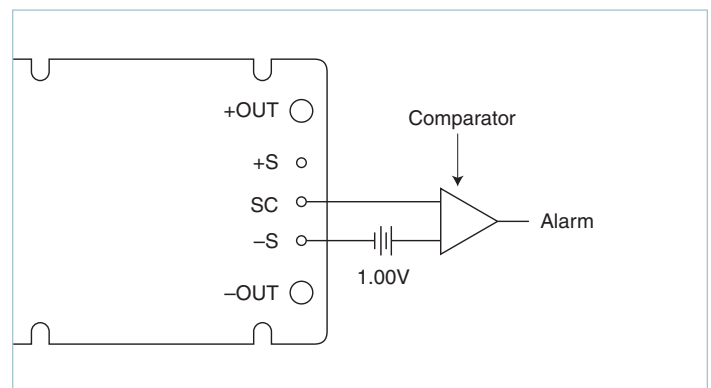 +OUT
Comparator
+S
SC
Alarm
–S
1.00V
–OUT